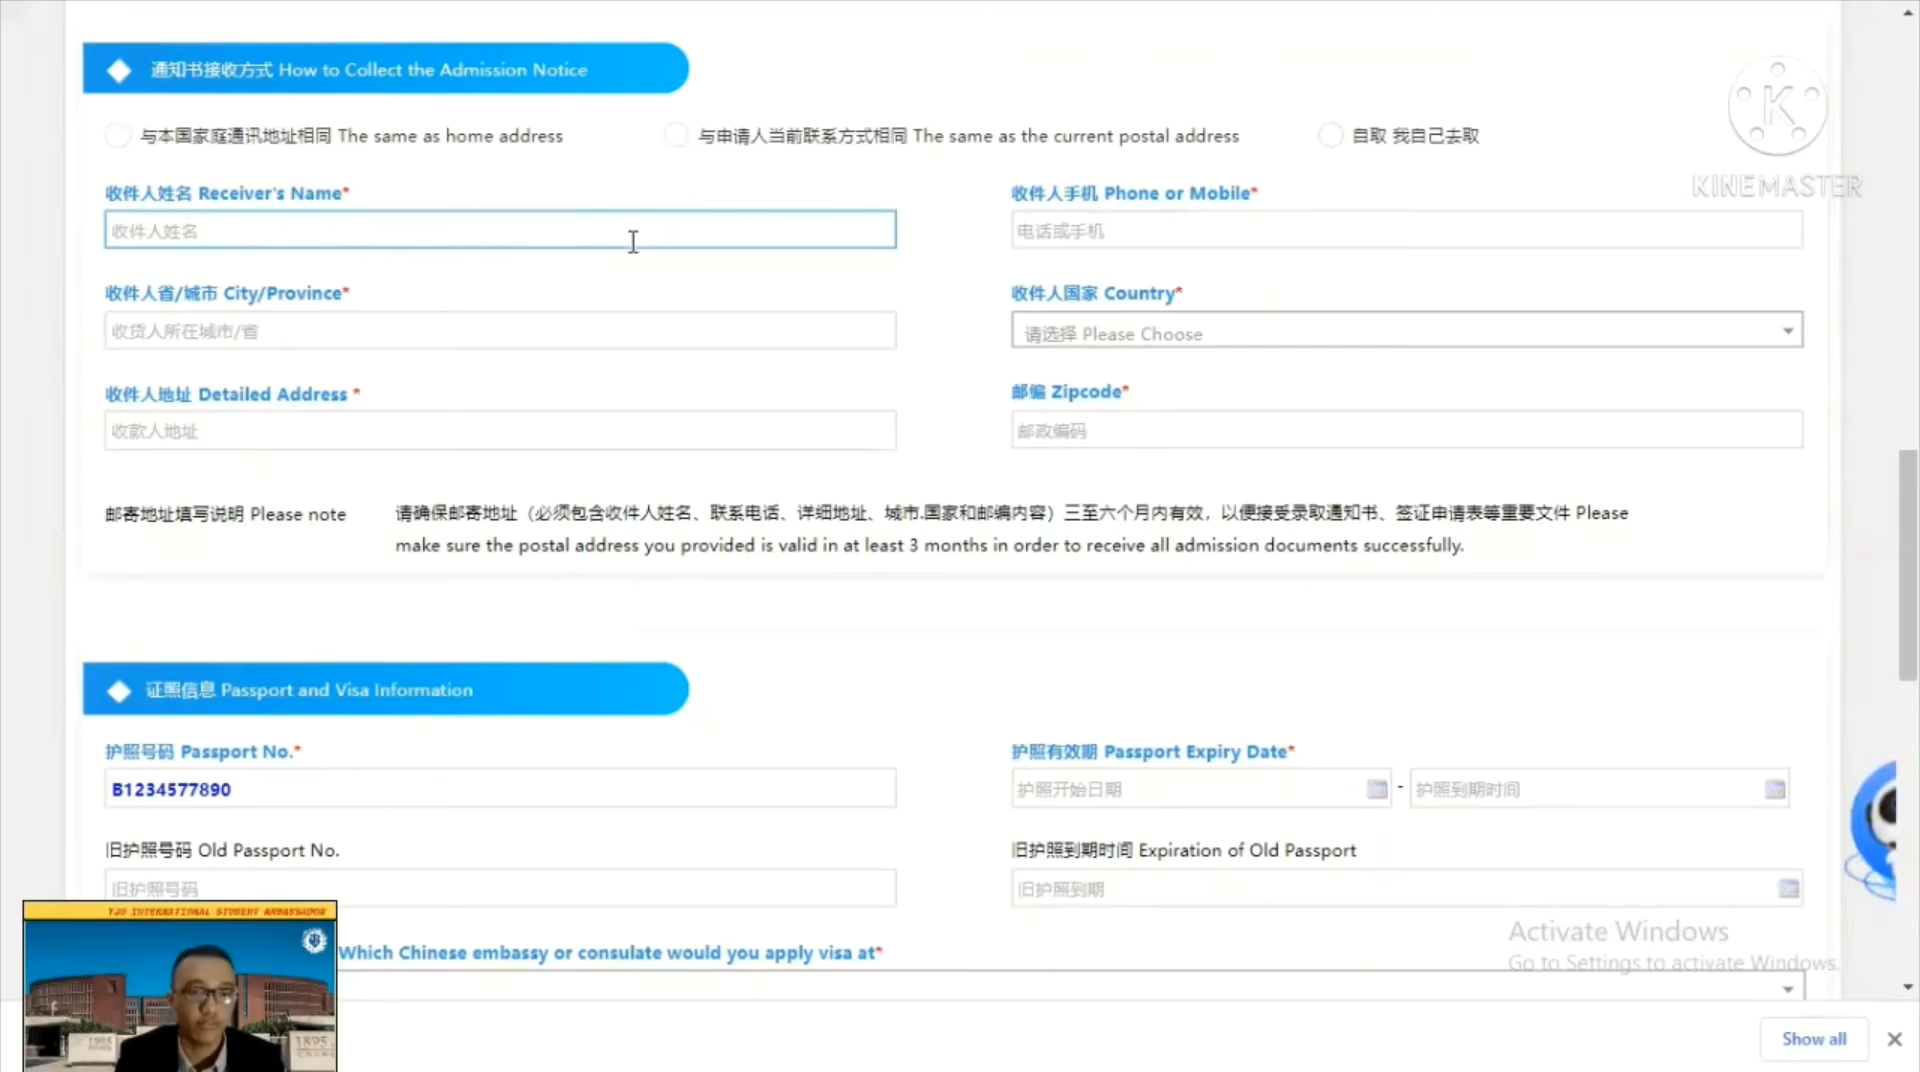 通知书接收方式 How to Collect the Admission Notice
与本国家庭通讯地址相同 The same as home address
与申请人当前联系方式相同 The same as the current postal address
自取 我自己去取
K
KINEMASTER
收件人姓名 Receiver's Name*
收件人手机 Phone or Mobile*
收件人姓名
电话或手机
收件人省/城市 City/Province*
收件人国家 Country*
收货人所在城市/省
请选择 Please Choose
收件人地址 Detailed Address *
邮编 Zipcode*
收款人地址
邮政编码
邮寄地址填写说明 Please note
请确保邮寄地址（必须包含收件人姓名、联系电话、详细地址、城市.国家和邮编内容）三至六个月内有效，以便接受录取通知书、签证申请表等重要文件 Please
make sure the postal address you provided is valid in at least 3 months in order to receive all admission documents successfully.
证照信息 Passport and Visa Information
护照号码 Passport No.*
护照有效期 Passport Expiry Date*
B1234577890
护照开始日期 - 护照到期时间
旧护照号码 Old Passport No.
旧护照到期时间 Expiration of Old Passport
旧护照号码
旧护照到期
TJU INTERNATIONAL STUDENT AMBASSADOR
Which Chinese embassy or consulate would you apply visa at*
Activate Windows
Go to Settings to activate Windows.
1895
1895
Show all